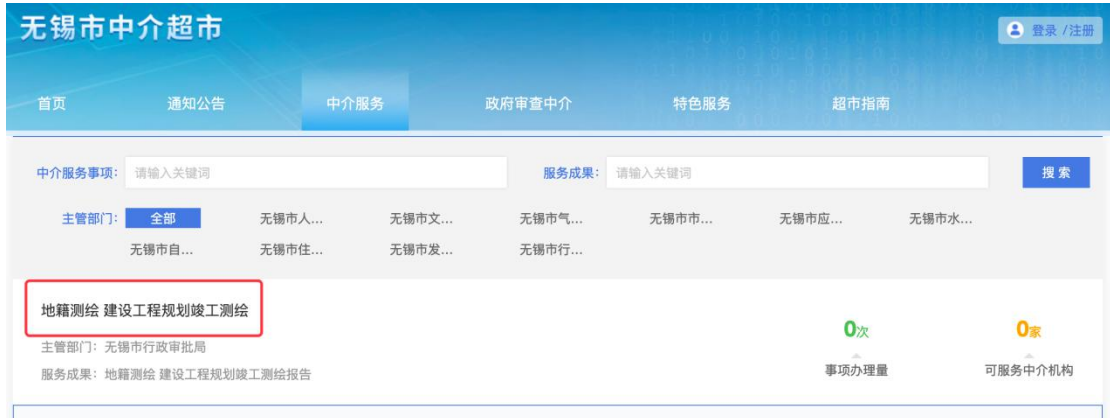 无锡市中介超市
登录 /注册
首页 通知公告 中介服务 政府审查中介 特色服务 超市指南
中介服务事项: 请输入关键词 服务成果: 请输入关键词 搜索
主管部门: 全部 无锡市人... 无锡市文... 无锡市气... 无锡市市... 无锡市应... 无锡市水...
无锡市自... 无锡市住... 无锡市发... 无锡市行...
地籍测绘 建设工程规划竣工测绘
主管部门：无锡市行政审批局
服务成果：地籍测绘 建设工程规划竣工测绘报告
0次 0家
事项办理量 可服务中介机构